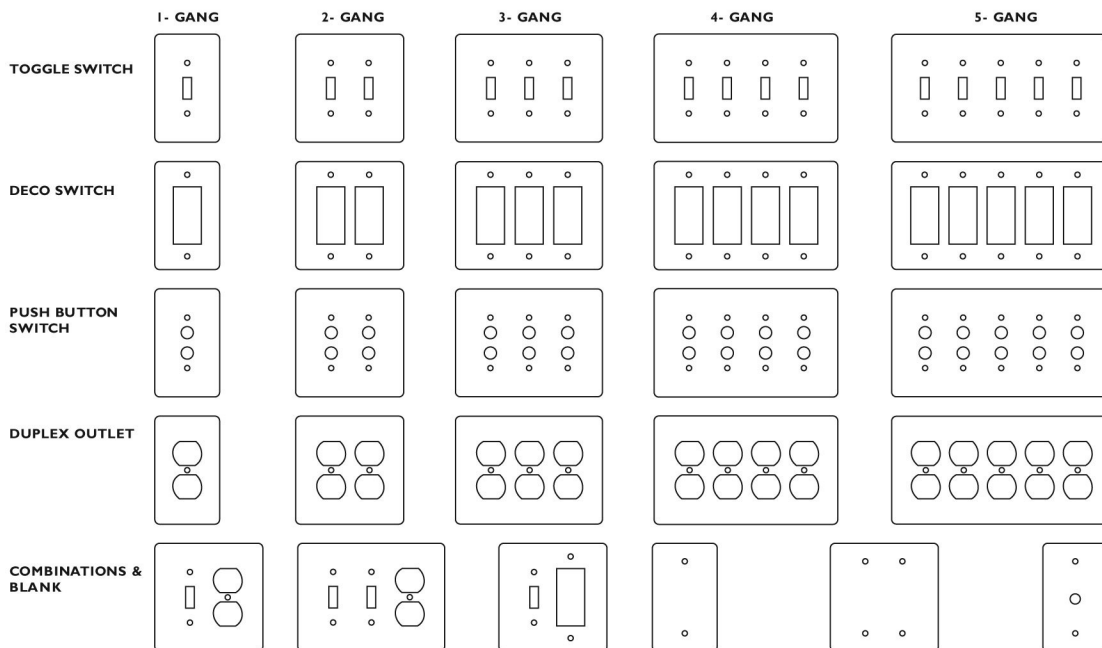 1- GANG 2- GANG 3- GANG 4- GANG 5- GANG
TOGGLE SWITCH
DECO SWITCH
PUSH BUTTON
SWITCH
DUPLEX OUTLET
COMBINATIONS &
BLANK